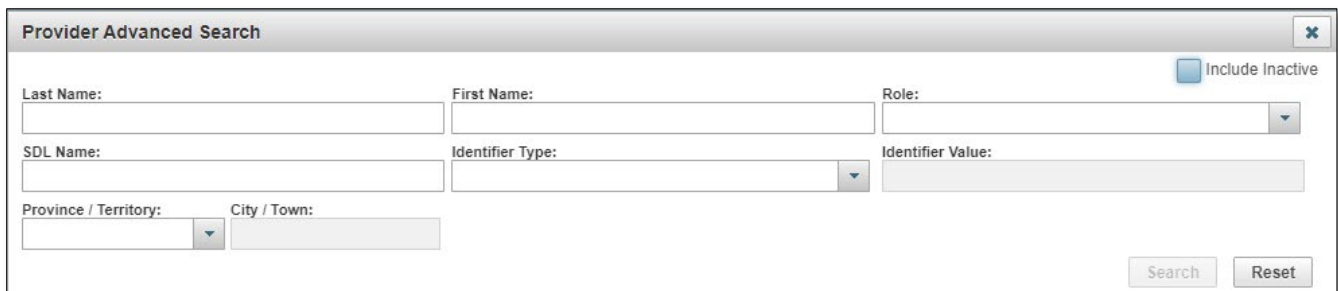 Provider Advanced Search
Include Inactive
Last Name: First Name: Role:
SDL Name: Identifier Type: Identifier Value:
Province / Territory: City / Town:
Search Reset